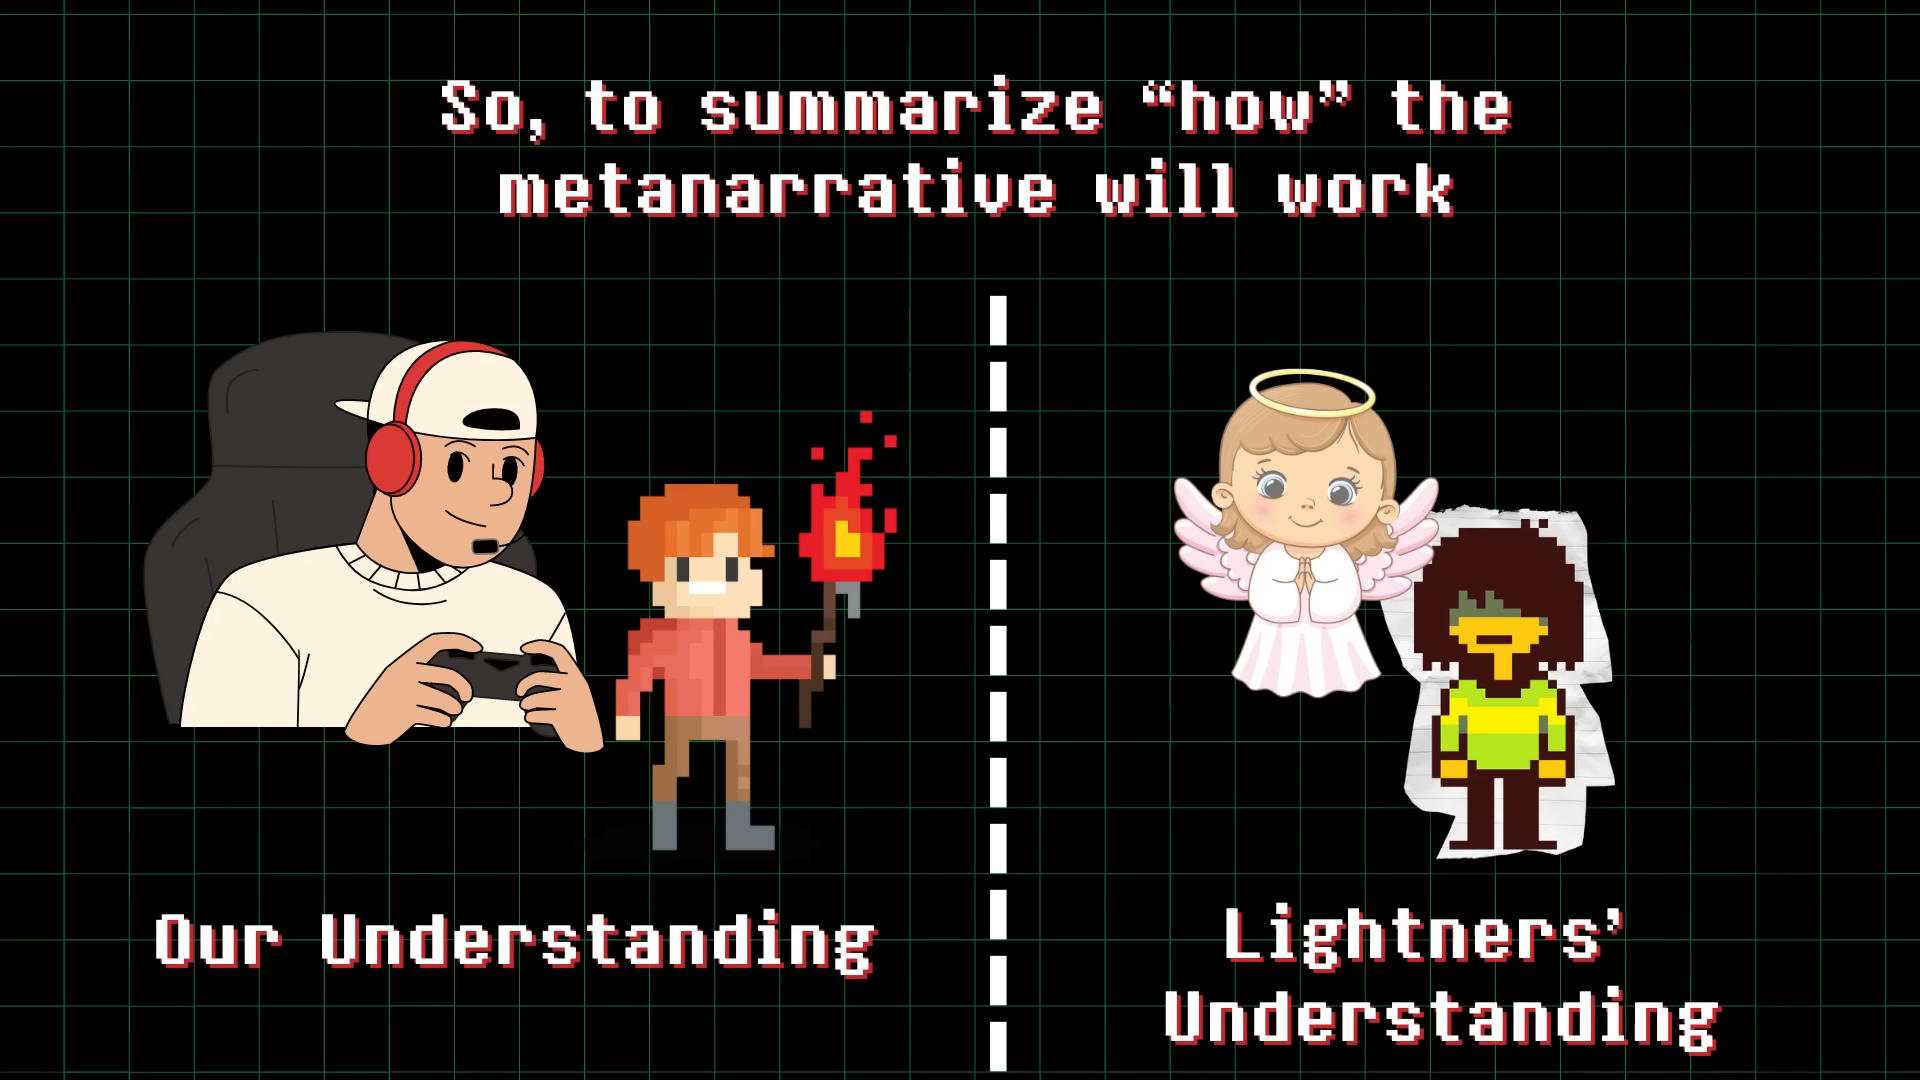 So, to summarize “how” the
metanarrative will work
Our Understanding
Lightners’
Understanding